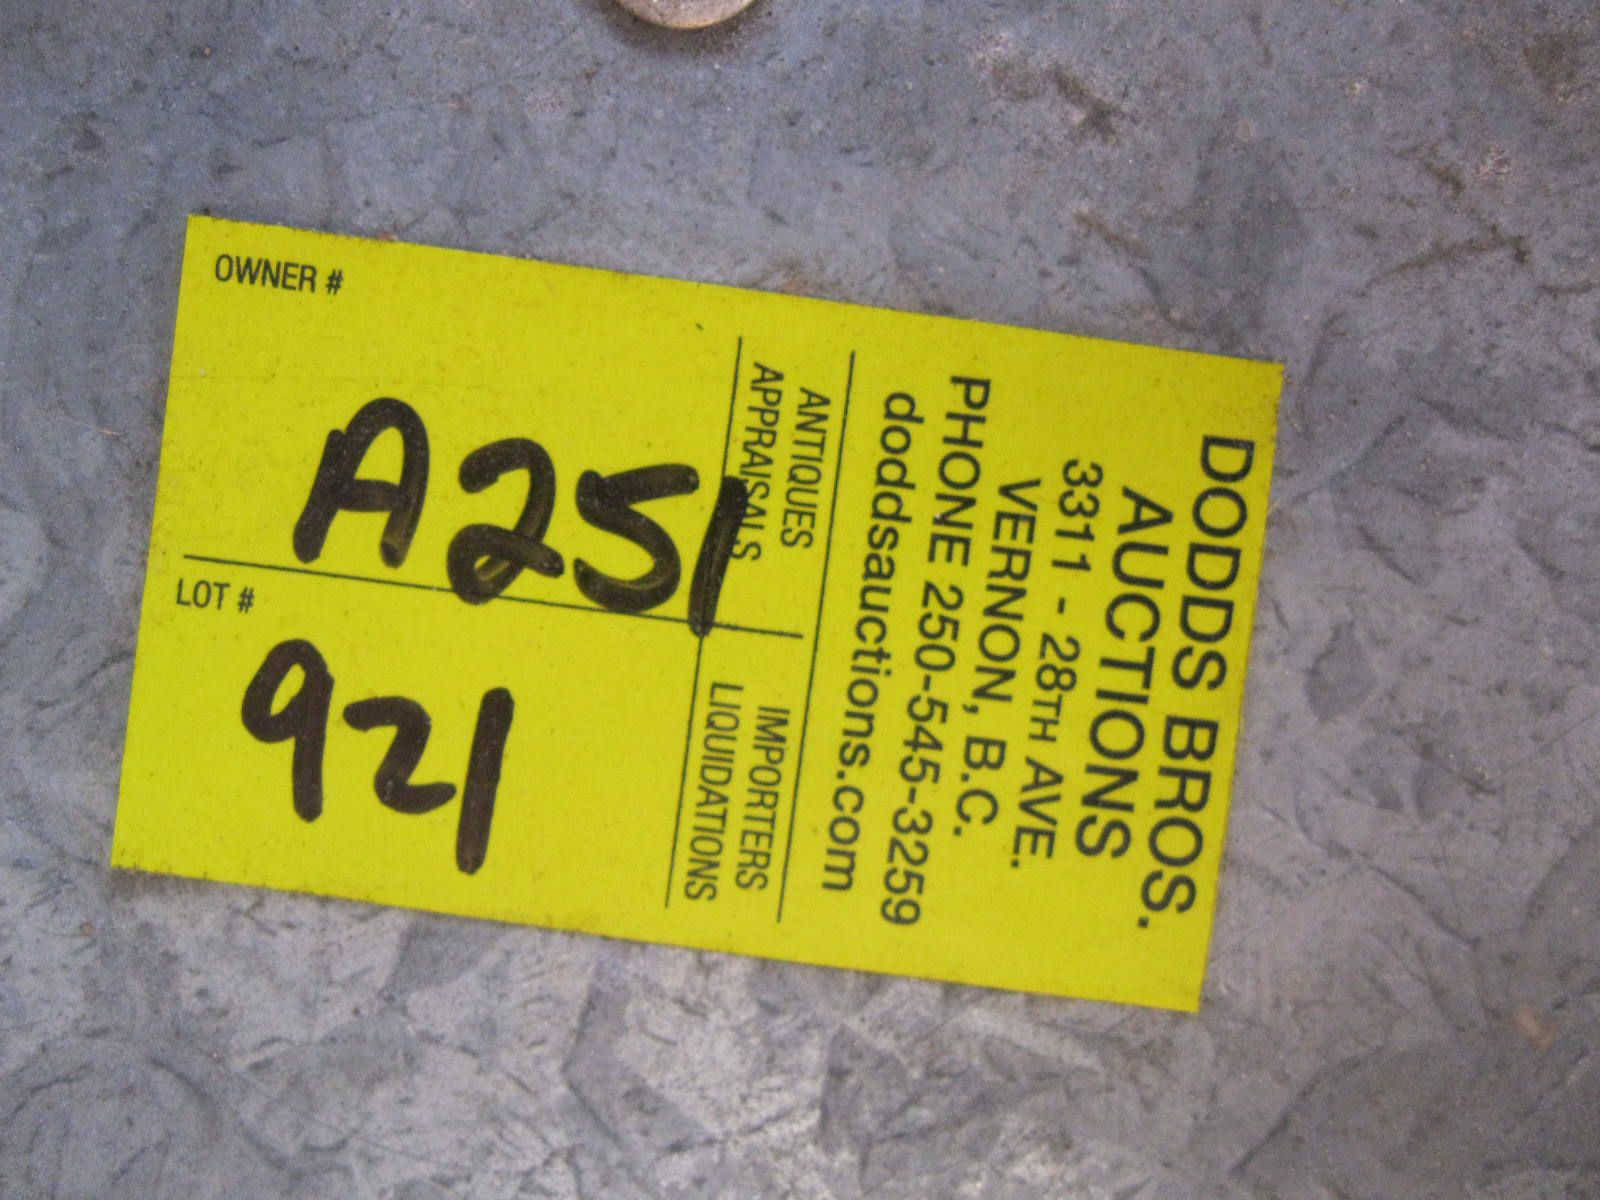 DODDS BROS.
AUCTIONS
3311 - 28TH AVE.
VERNON, B.C.
PHONE 250-545-3259
doddsauctions.com
ANTIQUES
APPRAISALS
IMPORTERS
LIQUIDATIONS
OWNER #
A251
LOT #
921